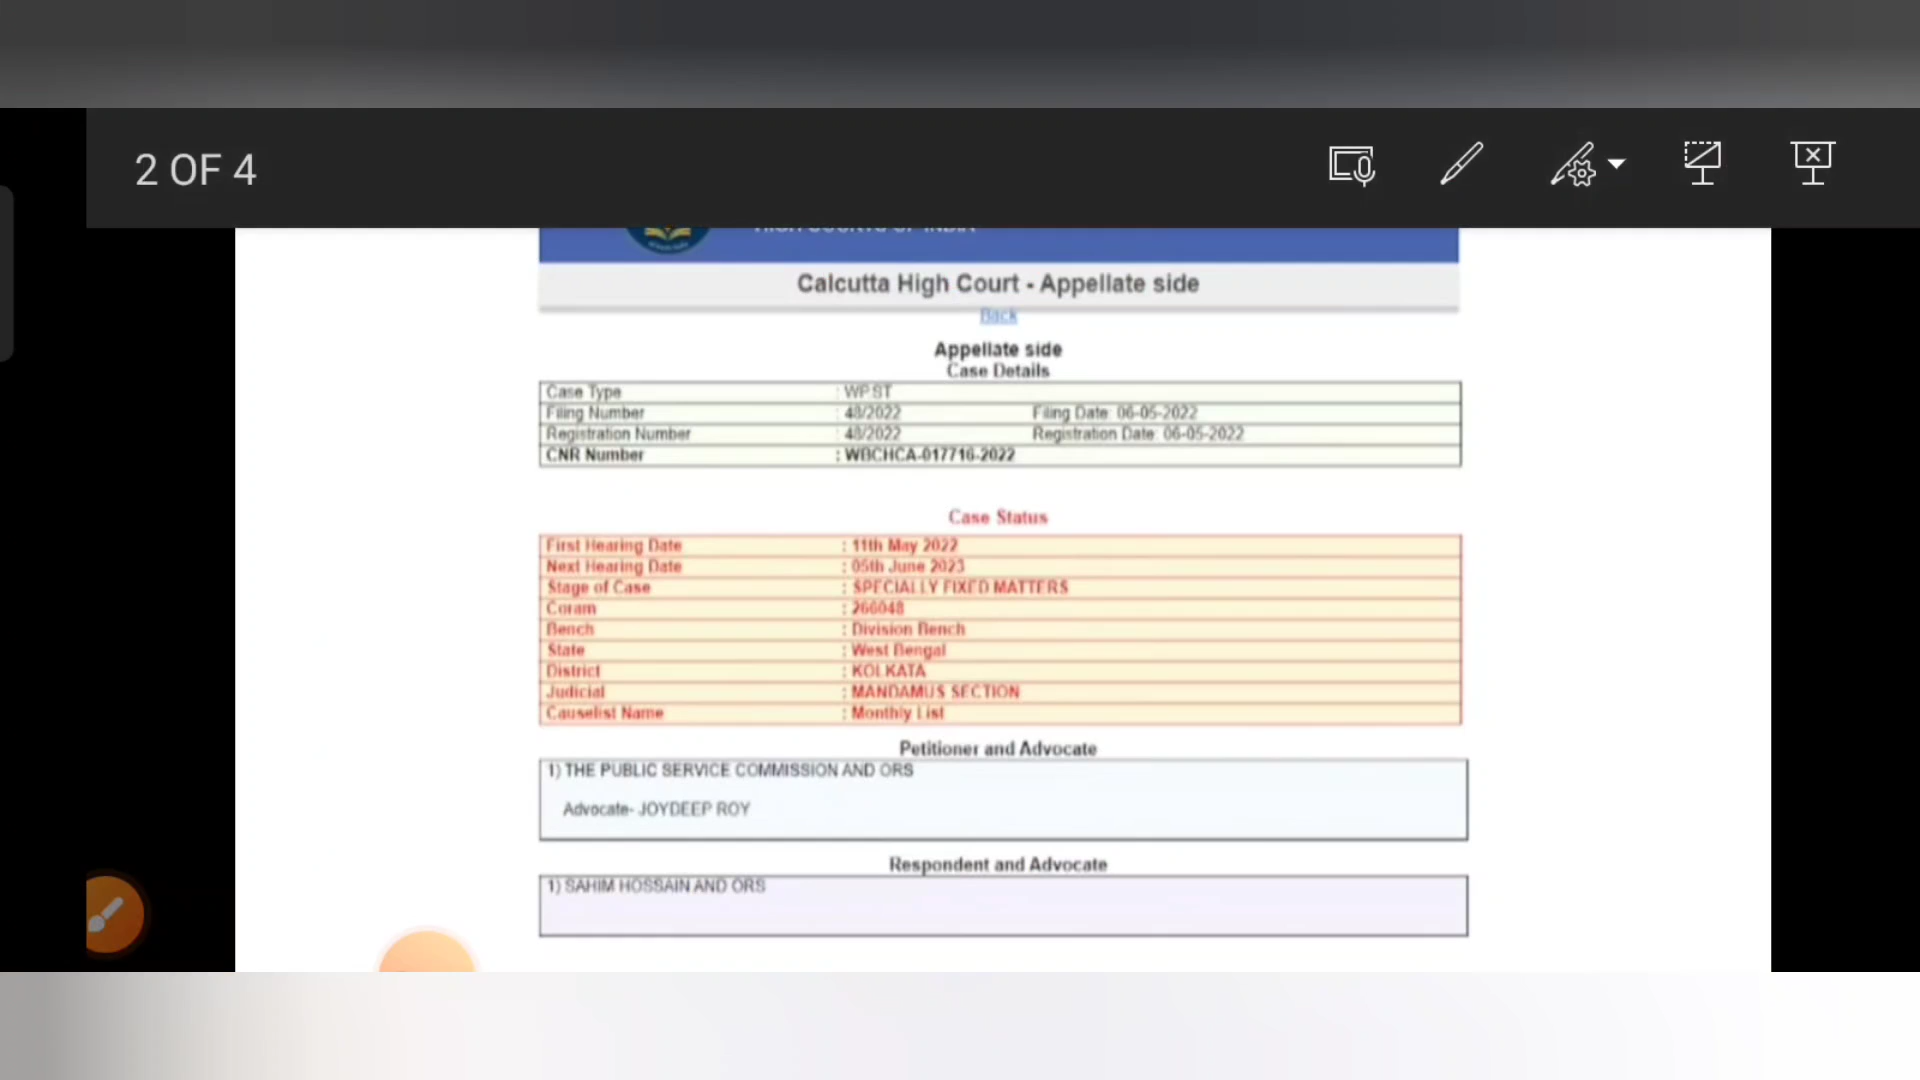 2 OF 4
HIGH COURTS OF INDIA
Calcutta High Court - Appellate side
Back
Appellate side
Case Details
Case Type : WPST
Filing Number : 48/2022 Filing Date: 06-05-2022
Registration Number : 48/2022 Registration Date: 06-05-2022
CNR Number : WBCHCA-017716-2022
Case Status
First Hearing Date : 11th May 2022
Next Hearing Date : 05th June 2023
Stage of Case : SPECIALLY FIXED MATTERS
Coram : 266048
Bench : Division Bench
State : West Bengal
District : KOLKATA
Judicial : MANDAMUS SECTION
Causelist Name : Monthly List
Petitioner and Advocate
1) THE PUBLIC SERVICE COMMISSION AND ORS
Advocate- JOYDEEP ROY
Respondent and Advocate
1) SAHIM HOSSAIN AND ORS